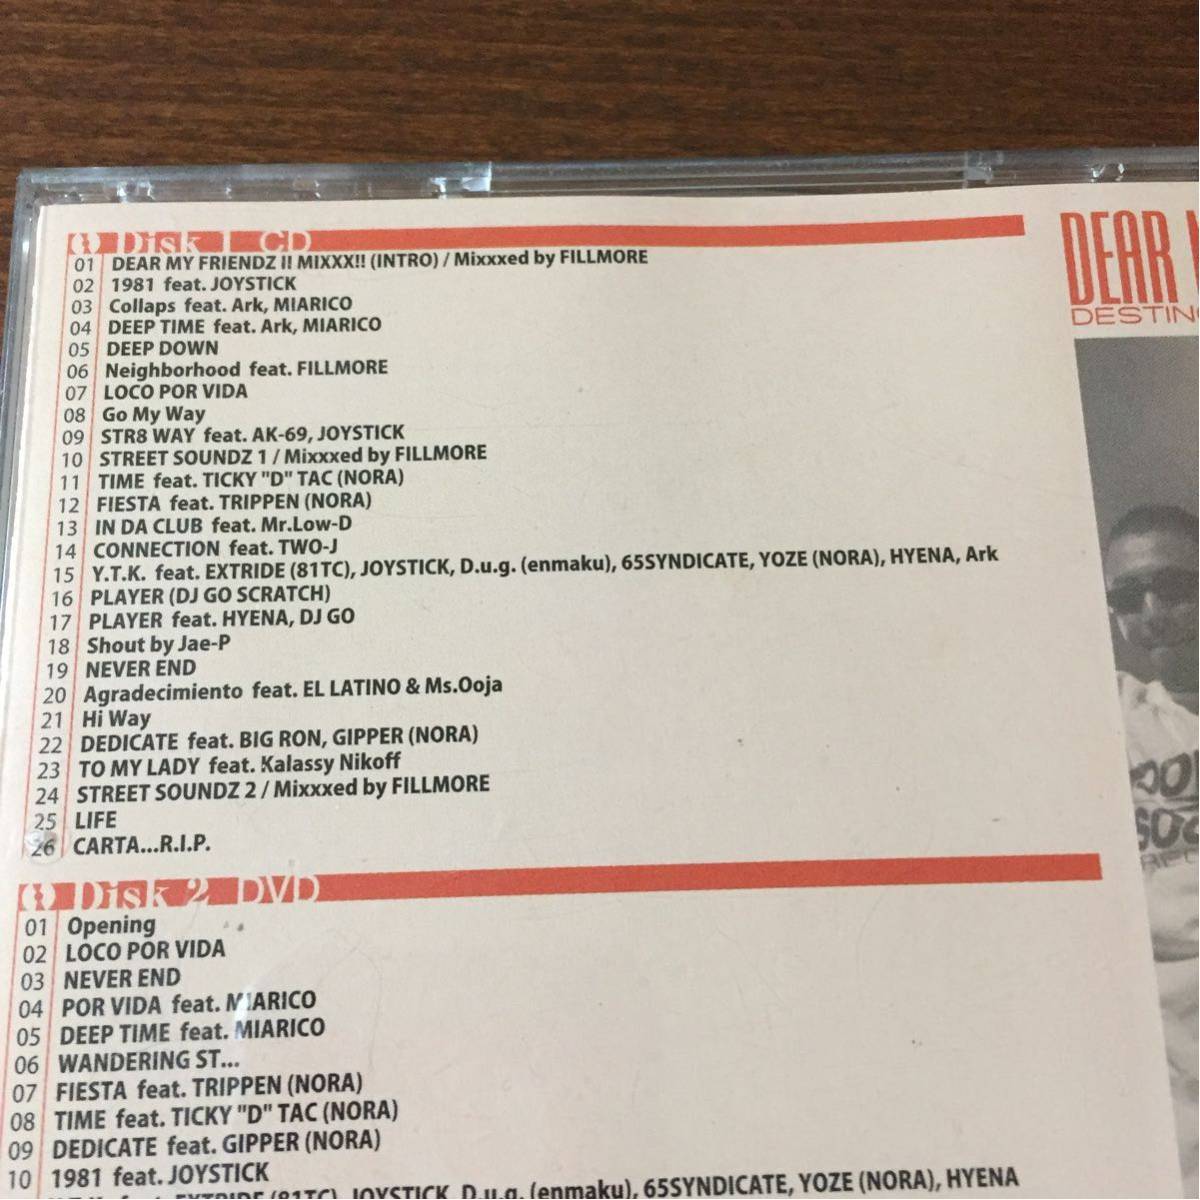 Disk 1 CD
01 DEAR MY FRIENDZ II MIXXX!! (INTRO) / Mixxxed by FILLMORE
02 1981 feat. JOYSTICK
03 Collaps feat. Ark, MIARICO
04 DEEP TIME feat. Ark, MIARICO
05 DEEP DOWN
06 Neighborhood feat. FILLMORE
07 LOCO POR VIDA
08 Go My Way
09 STR8 WAY feat. AK-69, JOYSTICK
10 STREET SOUNDZ 1 / Mixxxed by FILLMORE
11 TIME feat. TICKY "D" TAC (NORA)
12 FIESTA feat. TRIPPEN (NORA)
13 IN DA CLUB feat. Mr.Low-D
14 CONNECTION feat. TWO-J
15 Y.T.K. feat. EXTRIDE (81TC), JOYSTICK, D.u.g. (enmaku), 65SYNDICATE, YOZE (NORA), HYENA, Ark
16 PLAYER (DJ GO SCRATCH)
17 PLAYER feat. HYENA, DJ GO
18 Shout by Jae-P
19 NEVER END
20 Agradecimiento feat. EL LATINO & Ms.Ooja
21 Hi Way
22 DEDICATE feat. BIG RON, GIPPER (NORA)
23 TO MY LADY feat. Kalassy Nikoff
24 STREET SOUNDZ 2 / Mixxxed by FILLMORE
25 LIFE
26 CARTA...R.I.P.
Disk 2 DVD
01 Opening
02 LOCO POR VIDA
03 NEVER END
04 POR VIDA feat. MIARICO
05 DEEP TIME feat. MIARICO
06 WANDERING ST...
07 FIESTA feat. TRIPPEN (NORA)
08 TIME feat. TICKY "D" TAC (NORA)
09 DEDICATE feat. GIPPER (NORA)
10 1981 feat. JOYSTICK
EXTRIDE (81TC), JOYSTICK, D.u.g. (enmaku), 65SYNDICATE, YOZE (NORA), HYENA
DEAR
DESTINO